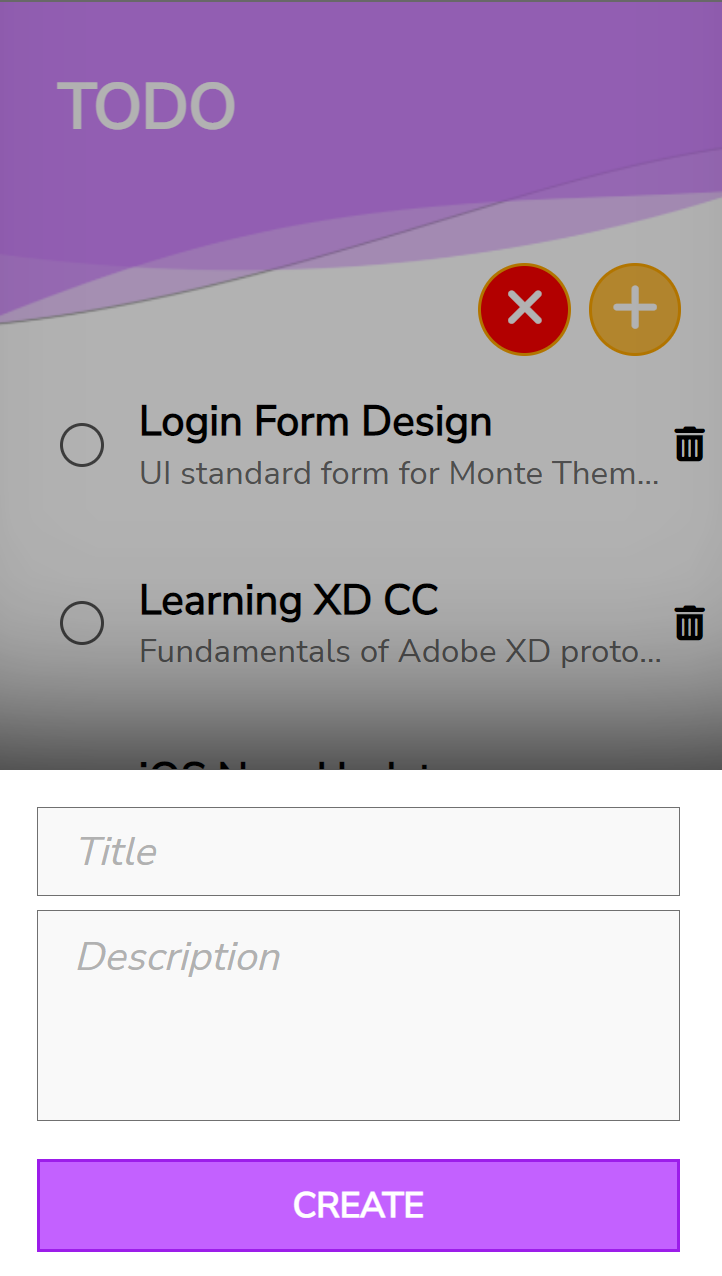 TODO
Login Form Design
UI standard form for Monte Them...
Learning XD CC
Fundamentals of Adobe XD proto...
iOS
Title
Description
CREATE